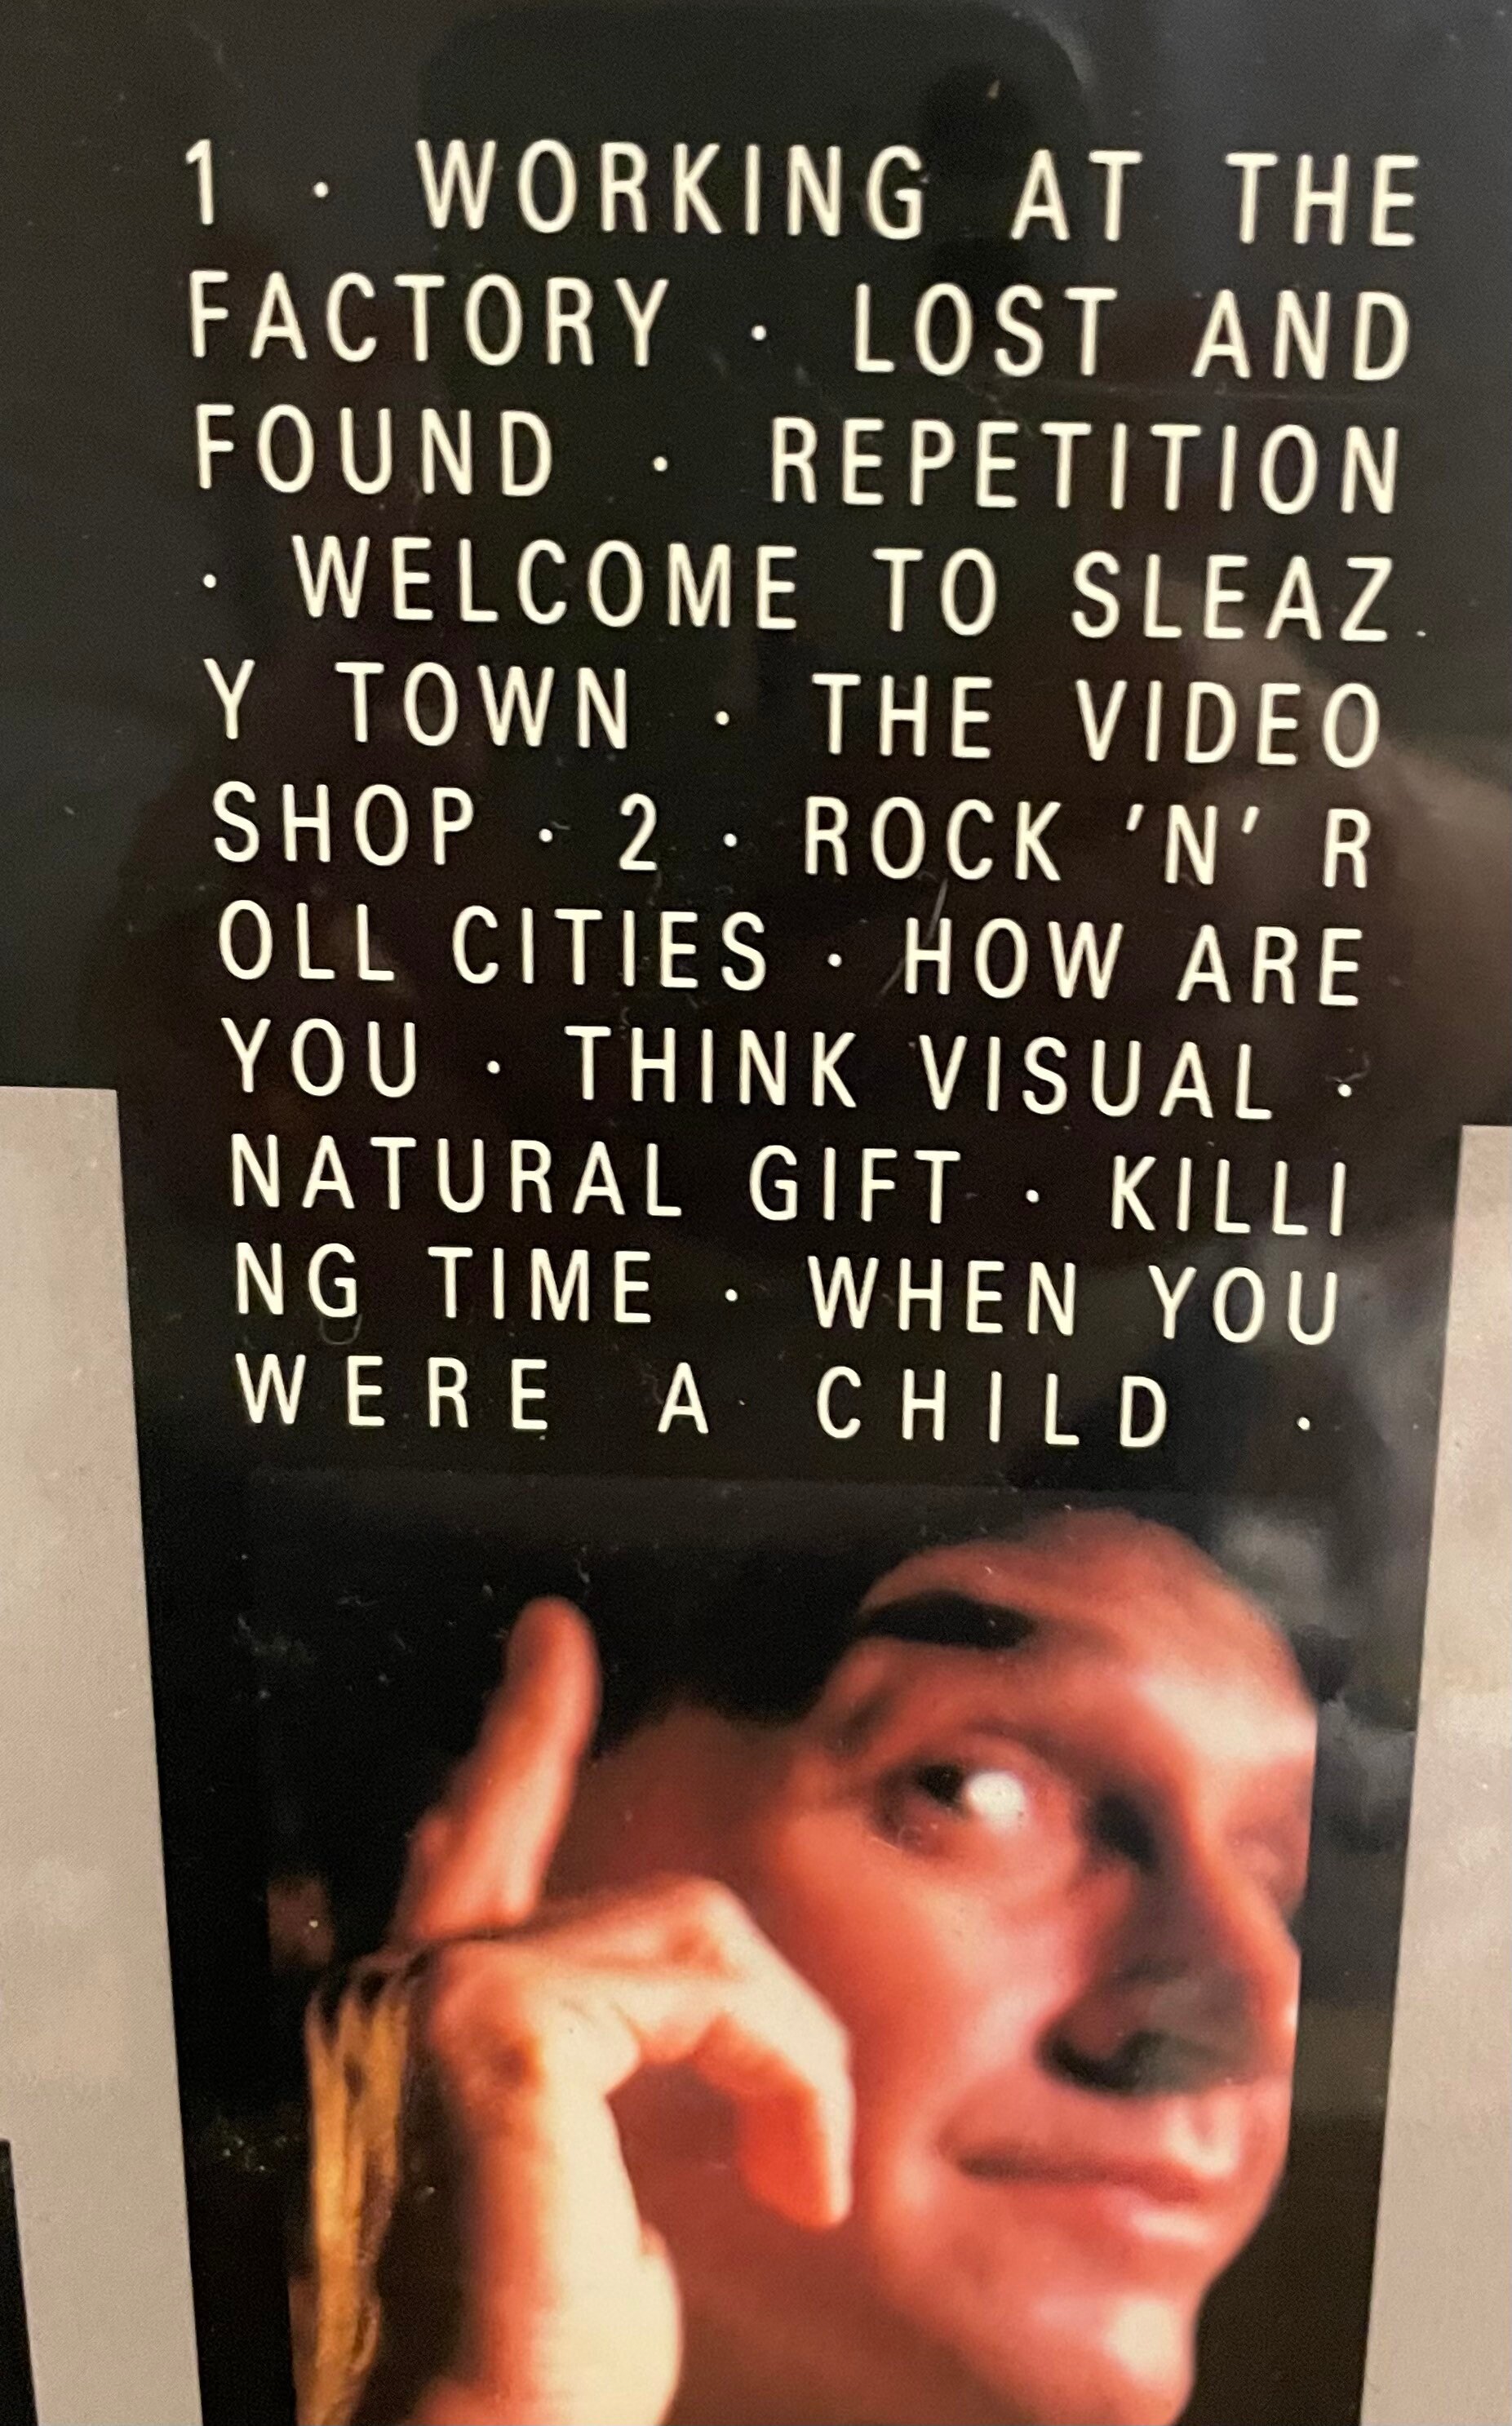 1 · WORKING AT THE
FACTORY · LOST AND
FOUND · REPETITION
· WELCOME TO SLEAZ
Y TOWN · THE VIDEO
SHOP · 2 · ROCK 'N' R
OLL CITIES · HOW ARE
YOU · THINK VISUAL ·
NATURAL GIFT · KILLI
NG TIME · WHEN YOU
WERE A CHILD ·